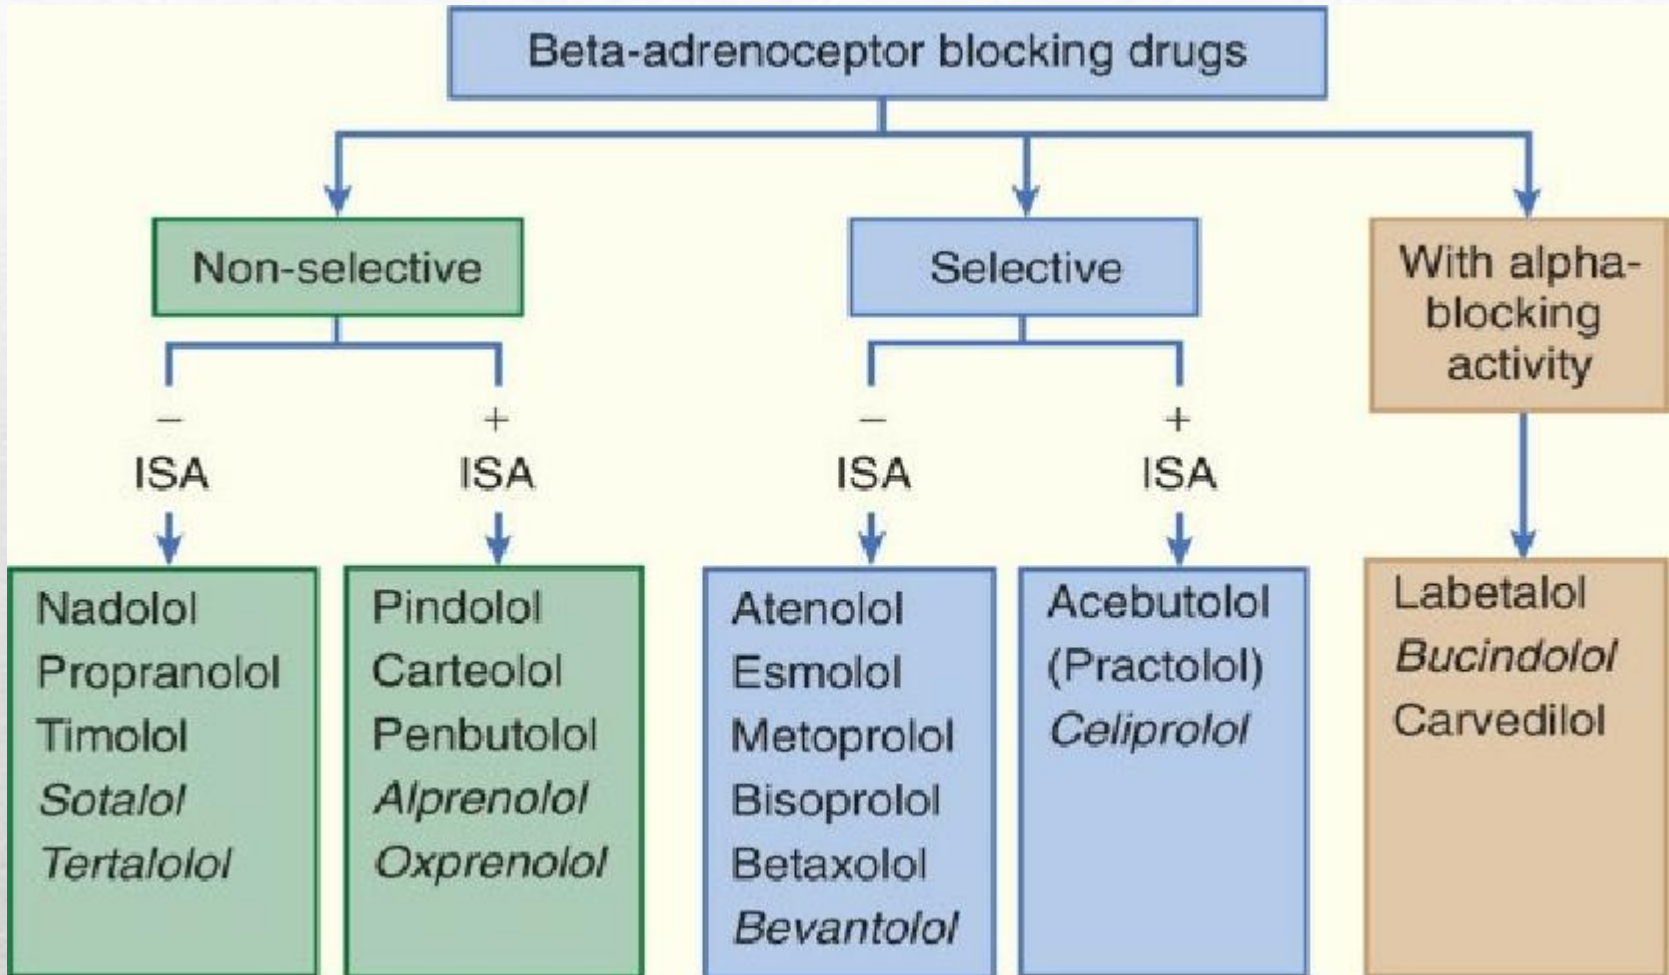 Beta-adrenoceptor blocking drugs
Non-selective
Selective
With alpha-
blocking
activity
–
ISA
+
ISA
–
ISA
+
ISA
Nadolol
Propranolol
Timolol
Sotalol
Tertalolol
Pindolol
Carteolol
Penbutolol
Alprenolol
Oxprenolol
Atenolol
Esmolol
Metoprolol
Bisoprolol
Betaxolol
Bevantolol
Acebutolol
(Practolol)
Celiprolol
Labetalol
Bucindolol
Carvedilol